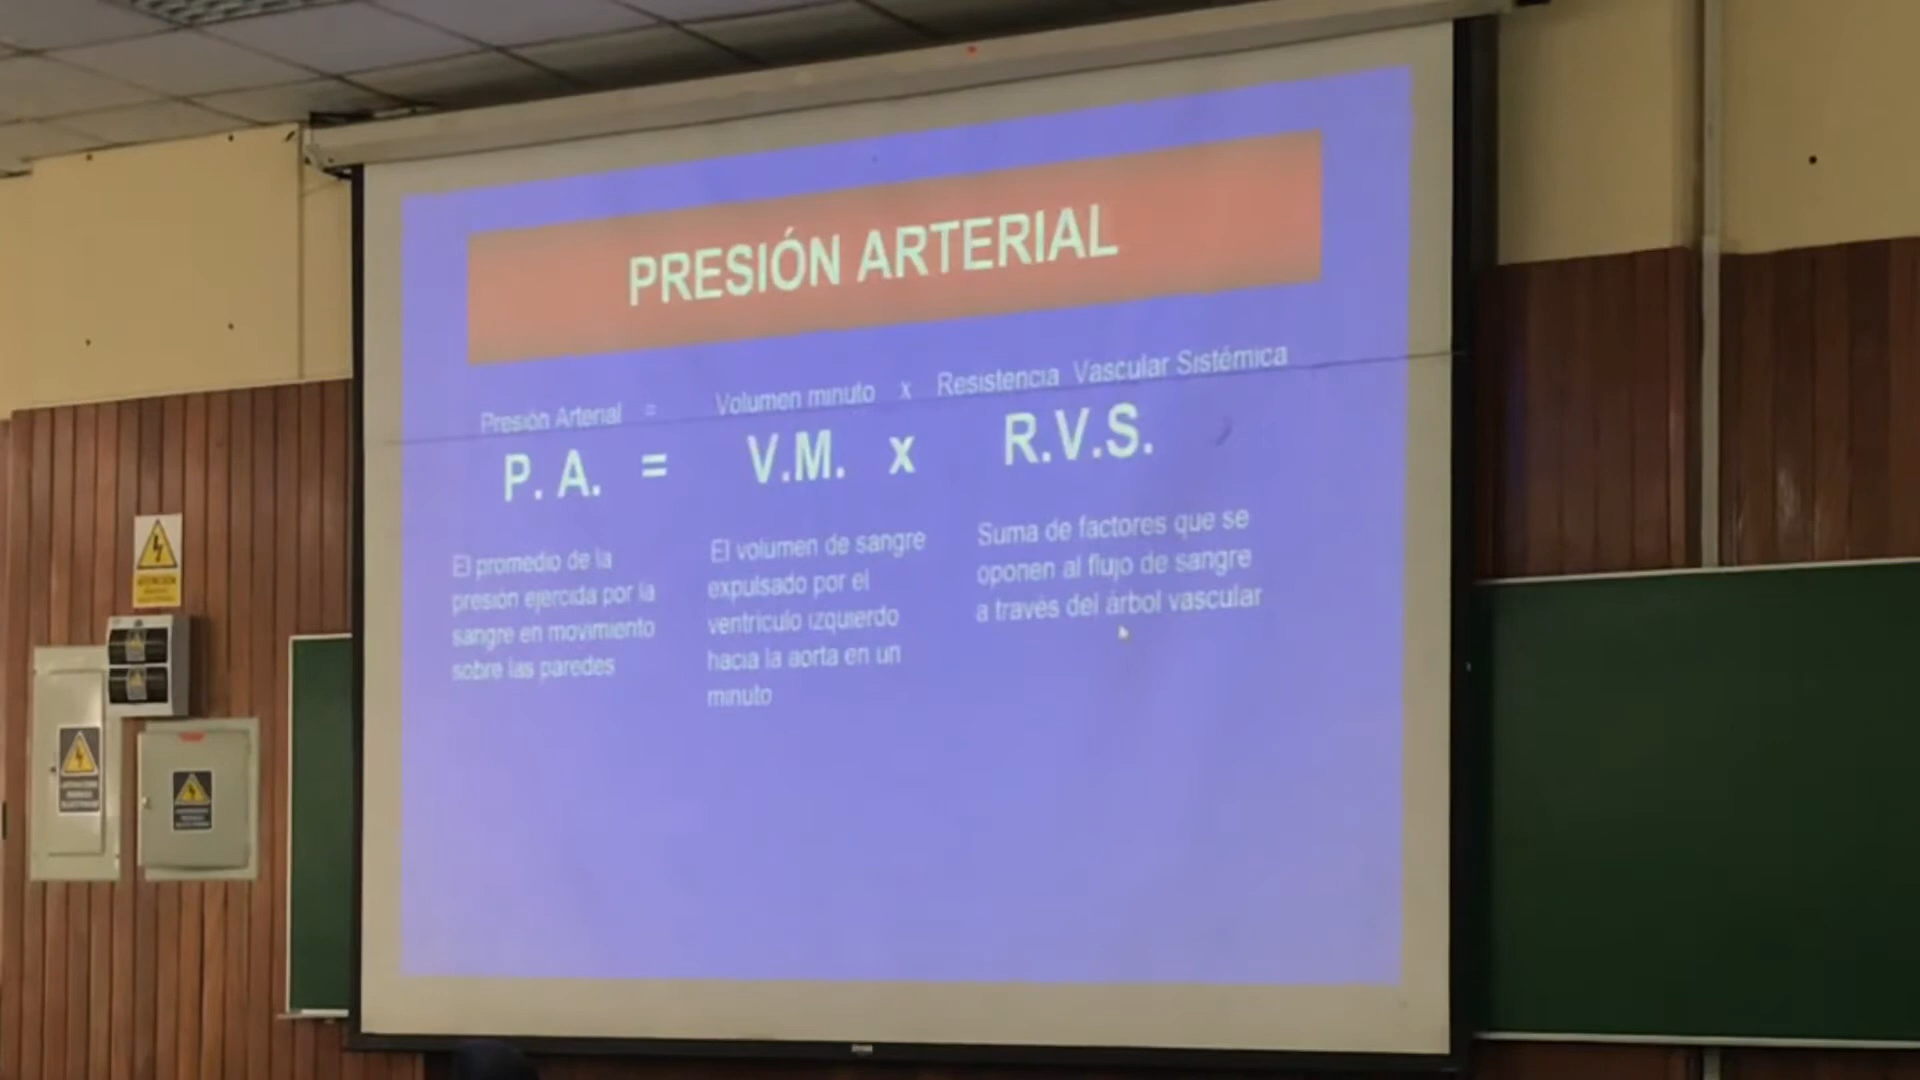 PRESIÓN ARTERIAL
Presión Arterial = Volumen minuto x Resistencia Vascular Sistémica
P. A. = V.M. x R.V.S.
El promedio de la
presión ejercida por la
sangre en movimiento
sobre las paredes
El volumen de sangre
expulsado por el
ventriculo izquierdo
hacia la aorta en un
minuto
Suma de factores que se
oponen al flujo de sangre
a través del árbol vascular
ATENCION